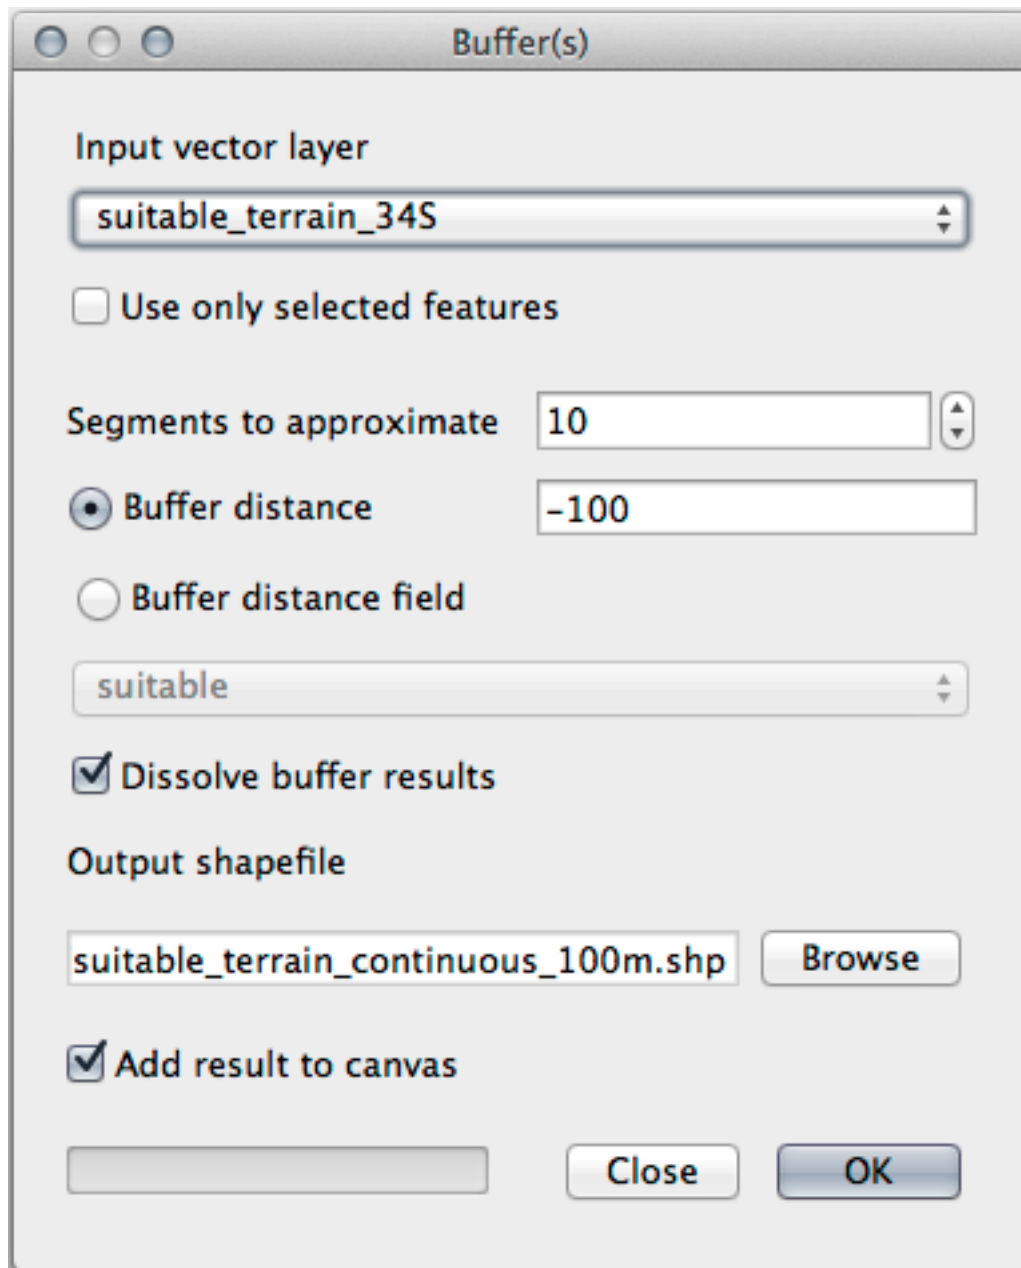 Buffer(s)
Input vector layer
suitable_terrain_34S
Use only selected features
Segments to approximate 10
Buffer distance -100
Buffer distance field
suitable
Dissolve buffer results
Output shapefile
suitable_terrain_continuous_100m.shp Browse
Add result to canvas
Close OK